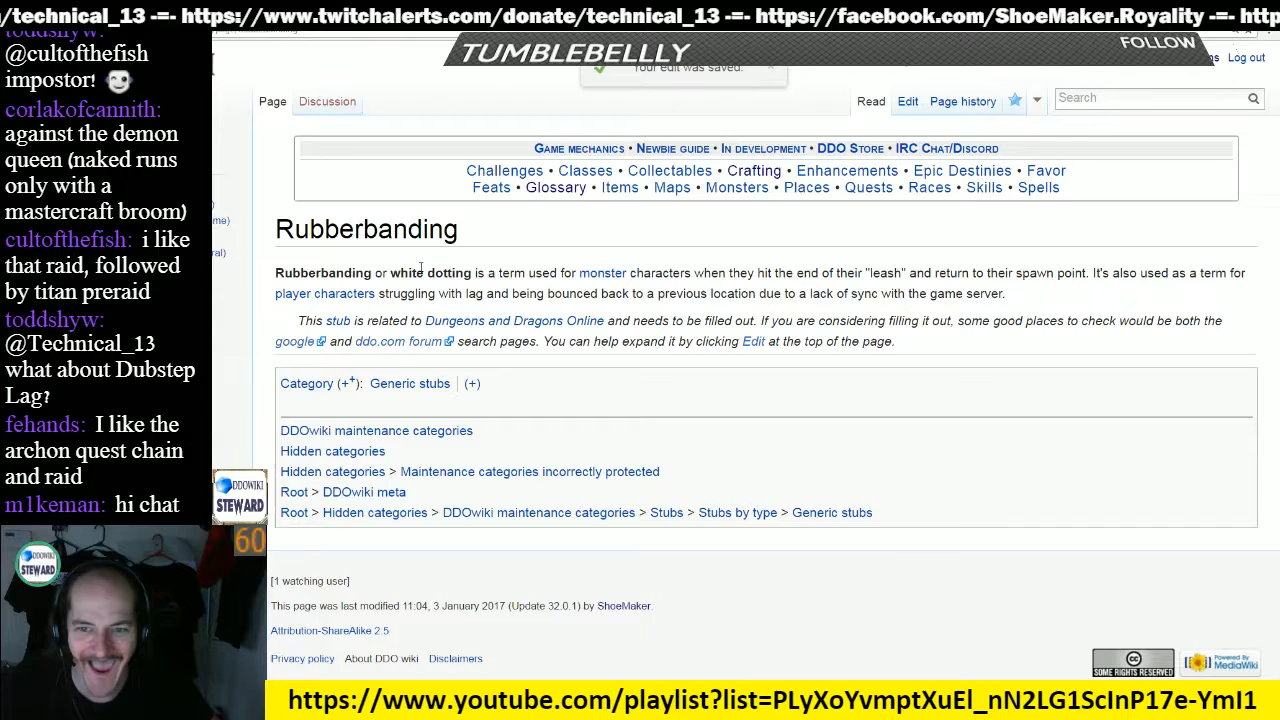 /technical_13 -=- https://www.twitchalerts.com/donate/technical_13 -=- https://facebook.com/ShoeMaker.Royality -=- http
toddshyw:
@cultofthefish
impostor!
corlakofcannith:
against the demon
queen (naked runs
only with a
mastercraft broom)
cultofthefish: i like
that raid, followed
by titan preraid
toddshyw:
@Technical_13
what about Dubstep
Lag?
fehands: I like the
archon quest chain
and raid
m1keman: hi chat
TUMBLEBELLLY
FOLLOW
Your edit was saved.
Log out
Page Discussion
Read Edit Page history
Search
Game mechanics • Newbie guide • In development • DDO Store • IRC Chat/Discord
Challenges • Classes • Collectables • Crafting • Enhancements • Epic Destinies • Favor
Feats • Glossary • Items • Maps • Monsters • Places • Quests • Races • Skills • Spells
Rubberbanding
Rubberbanding or white dotting is a term used for monster characters when they hit the end of their "leash" and return to their spawn point. It's also used as a term for
player characters struggling with lag and being bounced back to a previous location due to a lack of sync with the game server.
This stub is related to Dungeons and Dragons Online and needs to be filled out. If you are considering filling it out, some good places to check would be both the
google and ddo.com forum search pages. You can help expand it by clicking Edit at the top of the page.
Category (++): Generic stubs (+)
DDOwiki maintenance categories
Hidden categories
Hidden categories > Maintenance categories incorrectly protected
Root > DDOwiki meta
Root > Hidden categories > DDOwiki maintenance categories > Stubs > Stubs by type > Generic stubs
DDOWIKI
STEWARD
60
DDOWIKI
STEWARD
[1 watching user]
This page was last modified 11:04, 3 January 2017 (Update 32.0.1) by ShoeMaker.
Attribution-ShareAlike 2.5
Privacy policy About DDO wiki Disclaimers
SOME RIGHTS RESERVED
Powered By
MediaWiki
https://www.youtube.com/playlist?list=PLyXoYvmptXuEl_nN2LG1ScInP17e-YmI1